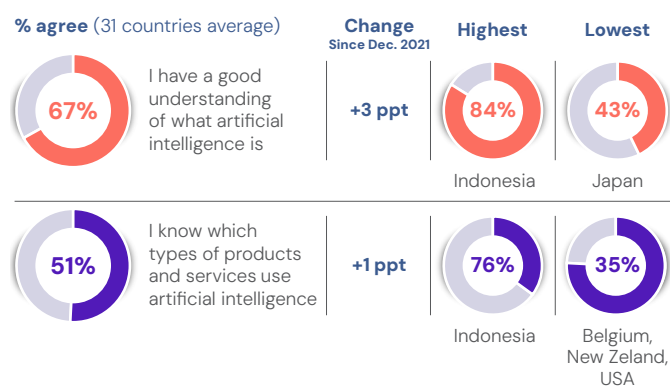 % agree (31 countries average)
Change
Since Dec. 2021
Highest
Lowest
67%
I have a good
understanding
of what artificial
intelligence is
+3 ppt
84%
Indonesia
43%
Japan
51%
I know which
types of products
and services use
artificial intelligence
+1 ppt
76%
Indonesia
35%
Belgium,
New Zeland,
USA